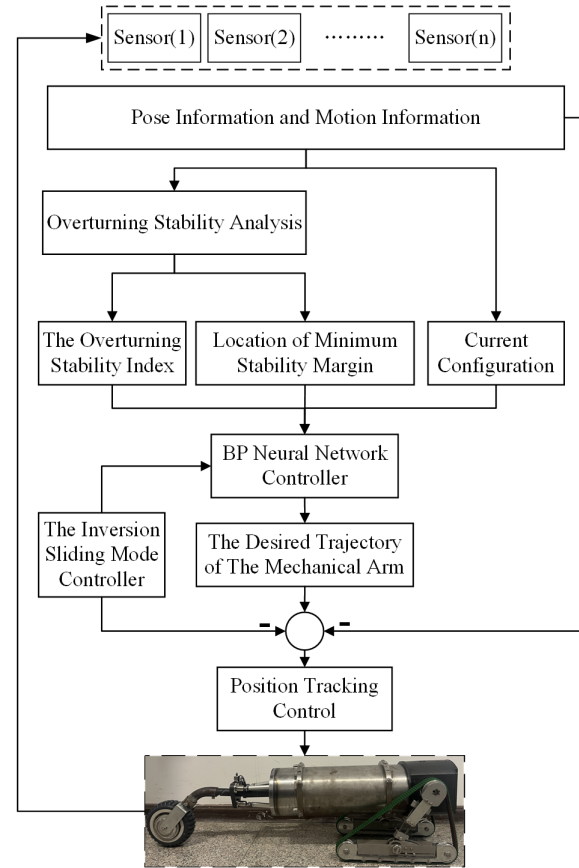 Sensor(1) Sensor(2) ……… Sensor(n)
Pose Information and Motion Information
Overturning Stability Analysis
The Overturning
Stability Index
Location of Minimum
Stability Margin
Current
Configuration
BP Neural Network
Controller
The Inversion
Sliding Mode
Controller
The Desired Trajectory
of The Mechanical Arm
- -
Position Tracking
Control